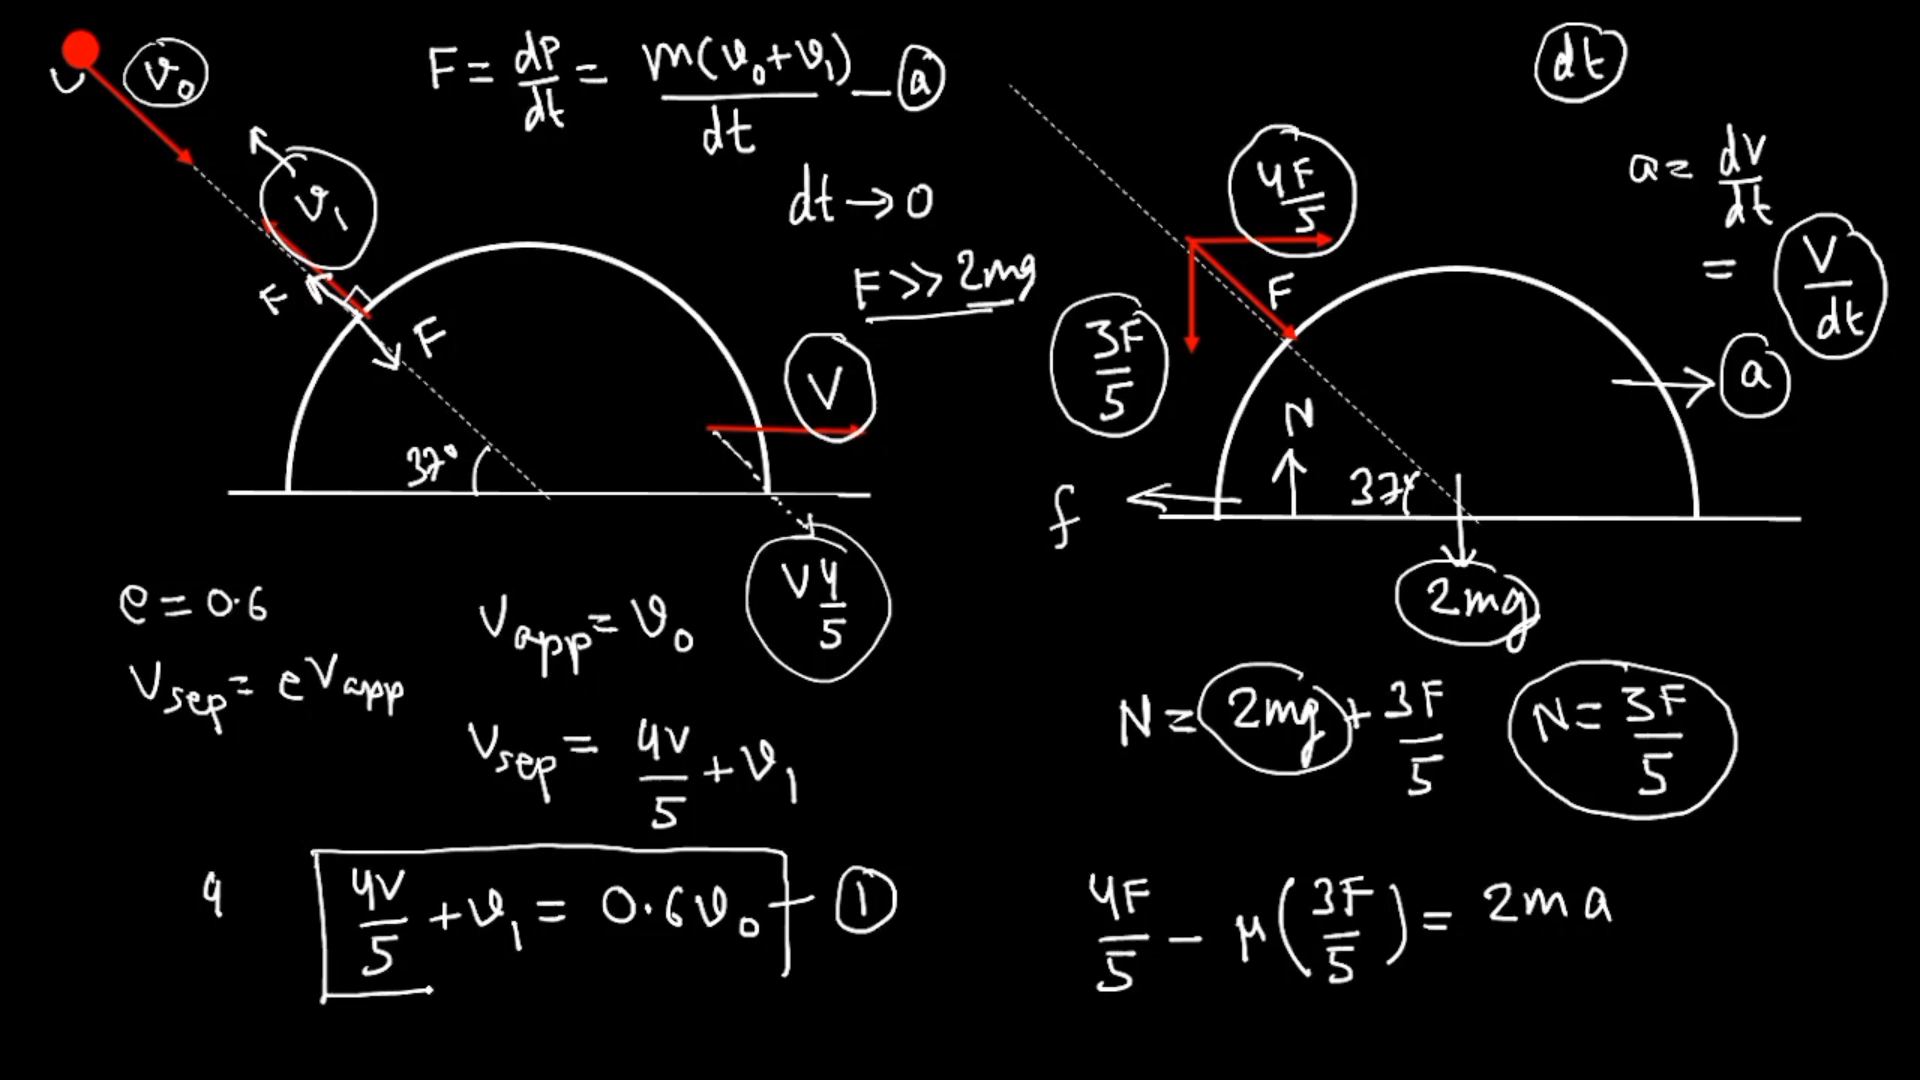 v₀
F = dp/dt = m(v₀+v₁)/dt — ⓐ
dt → 0
F >> 2mg
v₁
F
F
V
37°
V 4/5
e = 0.6
Vsep = e Vapp
Vapp = v₀
Vsep = 4V/5 + v₁
4V/5 + v₁ = 0.6v₀ — ①
dt
a = dV/dt
= V/dt
4F/5
3F/5
F
a
N
f
37°
2mg
N = 2mg + 3F/5
N = 3F/5
4F/5 - μ(3F/5) = 2ma